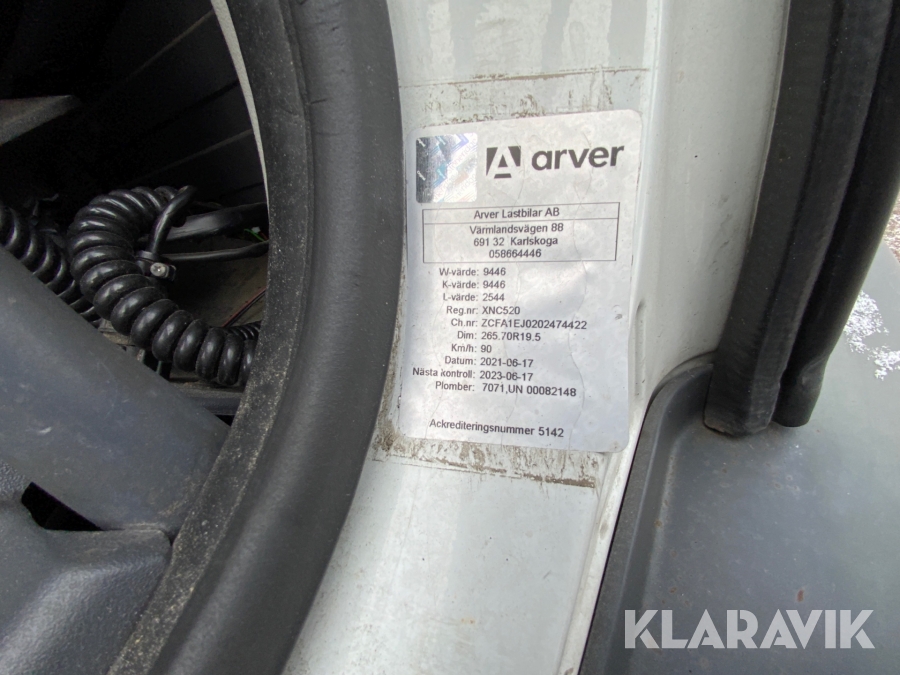 arver
Arver Lastbilar AB
Värmlandsvägen 88
691 32 Karlskoga
058664446
W-värde: 9446
K-värde: 9446
L-värde: 2544
Reg.nr: XNC520
Ch.nr: ZCFA1EJ0202474422
Dim: 265.70R19.5
Km/h: 90
Datum: 2021-06-17
Nästa kontroll: 2023-06-17
Plomber: 7071,UN 00082148
Ackrediteringsnummer 5142
KLARAVIK